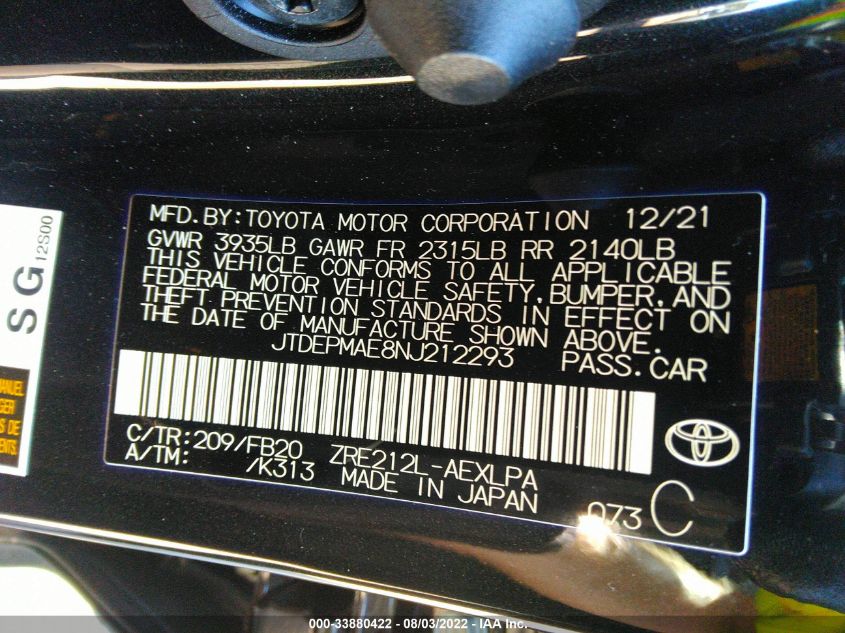 MFD.BY:TOYOTA MOTOR CORPORATION 12/21
GVWR 3935LB GAWR FR 2315LB RR 2140LB
THIS VEHICLE CONFORMS TO ALL APPLICABLE
FEDERAL MOTOR VEHICLE SAFETY,BUMPER,AND
THEFT PREVENTION STANDARDS IN EFFECT ON
THE DATE OF MANUFACTURE SHOWN ABOVE.
JTDEPMAE8NJ212293 PASS.CAR
C/TR:209/FB20 ZRE212L-AEXLPA
A/TM: /K313 MADE IN JAPAN 073 C
SG
12S00
000-33880422 - 08/03/2022 - IAA